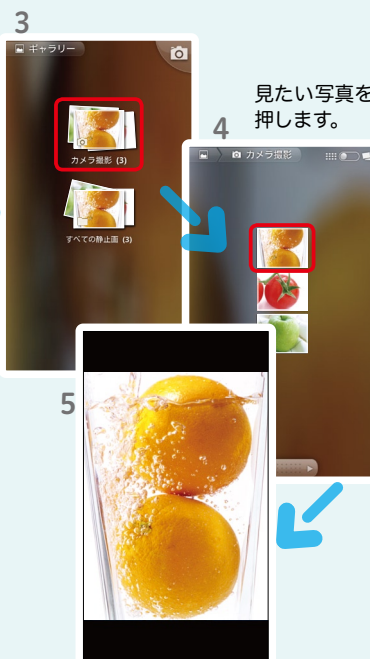 3
ギャラリー
カメラ撮影 (3)
すべての静止画 (3)
見たい写真を
押します。
4
カメラ撮影
5